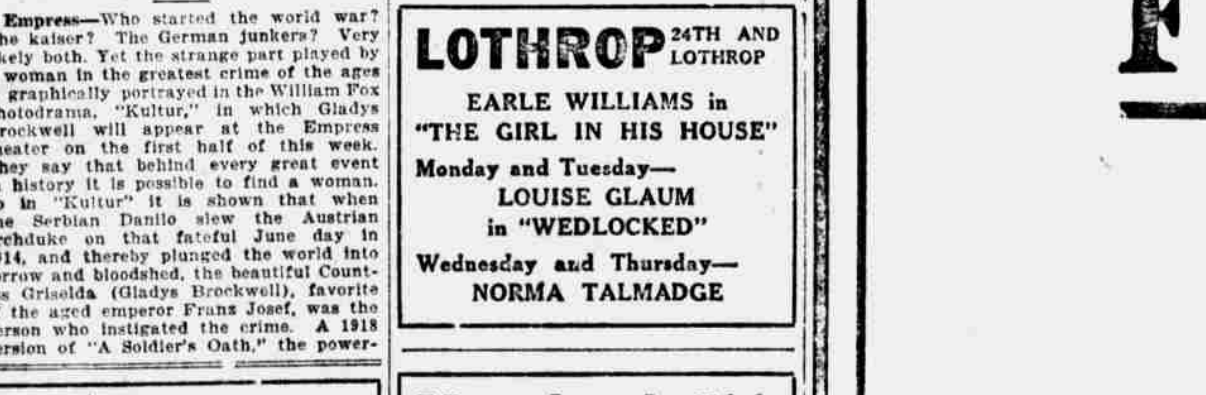 Empress—Who started the world war?
he kaiser? The German junkers? Very
kely both. Yet the strange part played by
woman in the greatest crime of the ages
graphically portrayed in the William Fox
hotodrama, "Kultur," in which Gladys
rockwell will appear at the Empress
heater on the first half of this week.
hey say that behind every great event
history it is possible to find a woman.
o in "Kultur" it is shown that when
he Serbian Danilo slew the Austrian
rchduke on that fateful June day in
914, and thereby plunged the world into
orrow and bloodshed, the beautiful Count-
ss Griselda (Gladys Brockwell), favorite
f the aged emperor Franz Josef, was the
erson who instigated the crime. A 1918
ersion of "A Soldier's Oath," the power-
LOTHROP 24TH AND
LOTHROP
EARLE WILLIAMS in
"THE GIRL IN HIS HOUSE"
Monday and Tuesday—
LOUISE GLAUM
in "WEDLOCKED"
Wednesday and Thursday—
NORMA TALMADGE
F